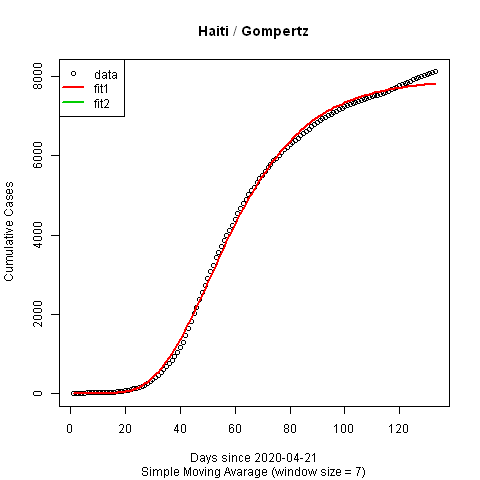 Haiti / Gompertz
data
fit1
fit2
Cumulative Cases
0
2000
4000
6000
8000
0
20
40
60
80
100
120
Days since 2020-04-21
Simple Moving Avarage (window size = 7)